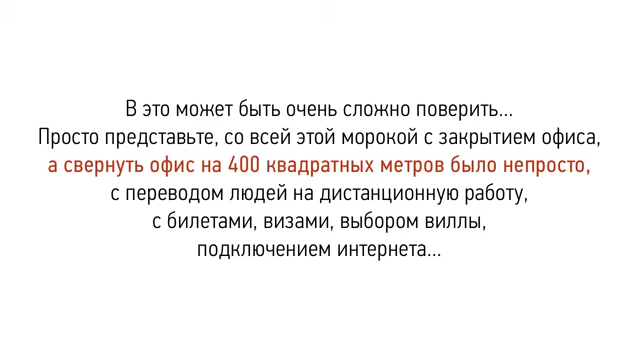 В это может быть очень сложно поверить...
Просто представьте, со всей этой морокой с закрытием офиса,
а свернуть офис на 400 квадратных метров было непросто,
с переводом людей на дистанционную работу,
с билетами, визами, выбором виллы,
подключением интернета...